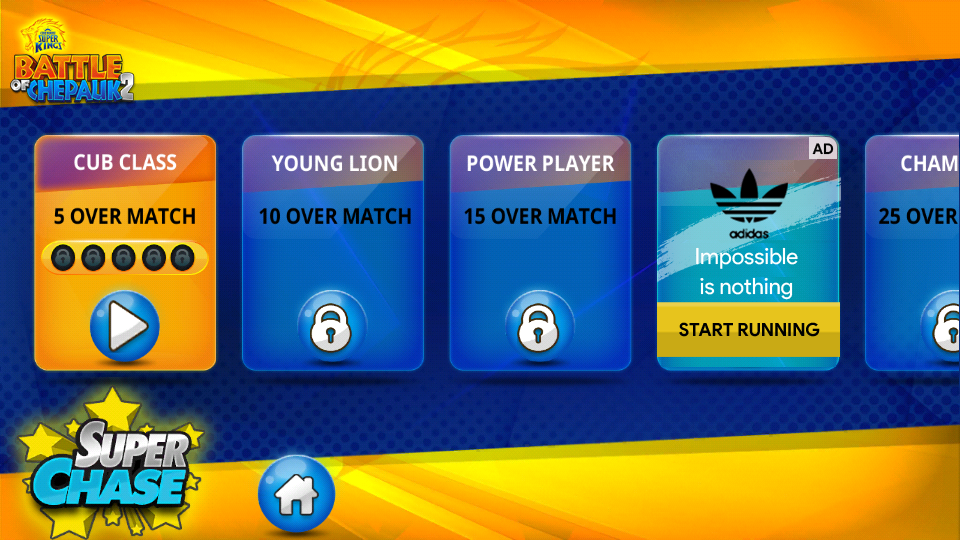 CHENNAI
SUPER
KINGS
BATTLE
OF CHEPAUK 2
CUB CLASS
5 OVER MATCH
YOUNG LION
10 OVER MATCH
POWER PLAYER
15 OVER MATCH
AD
adidas
Impossible
is nothing
START RUNNING
CHAM
25 OVER
SUPER
CHASE